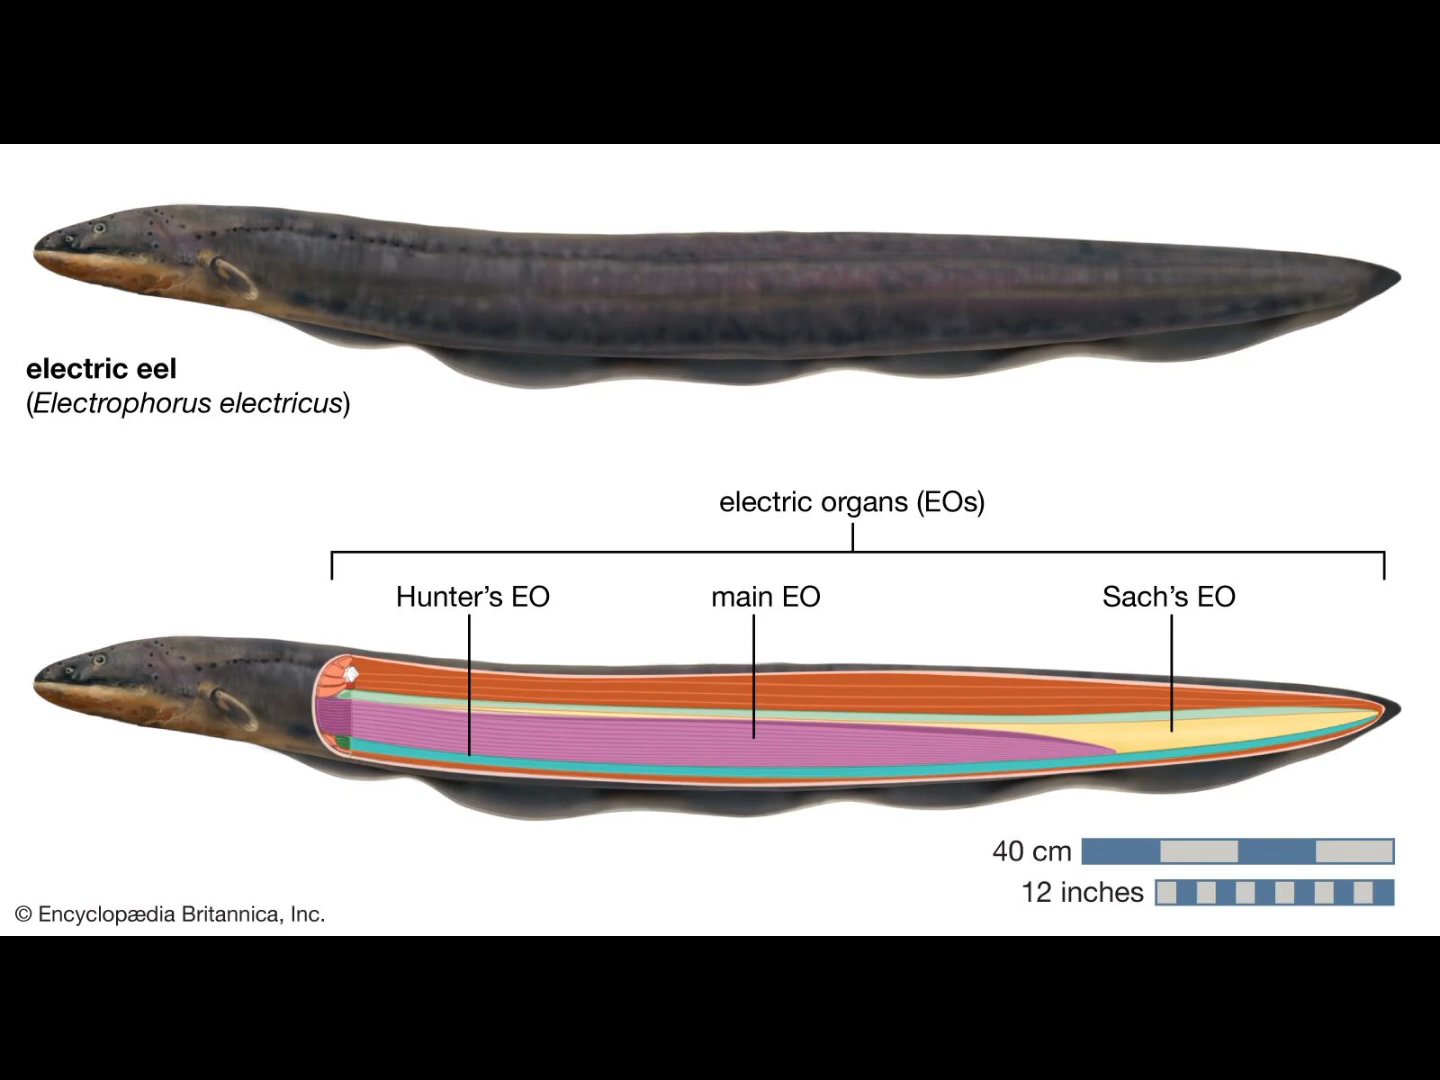 electric eel
(Electrophorus electricus)
electric organs (EOs)
Hunter’s EO main EO Sach’s EO
40 cm
12 inches
© Encyclopædia Britannica, Inc.